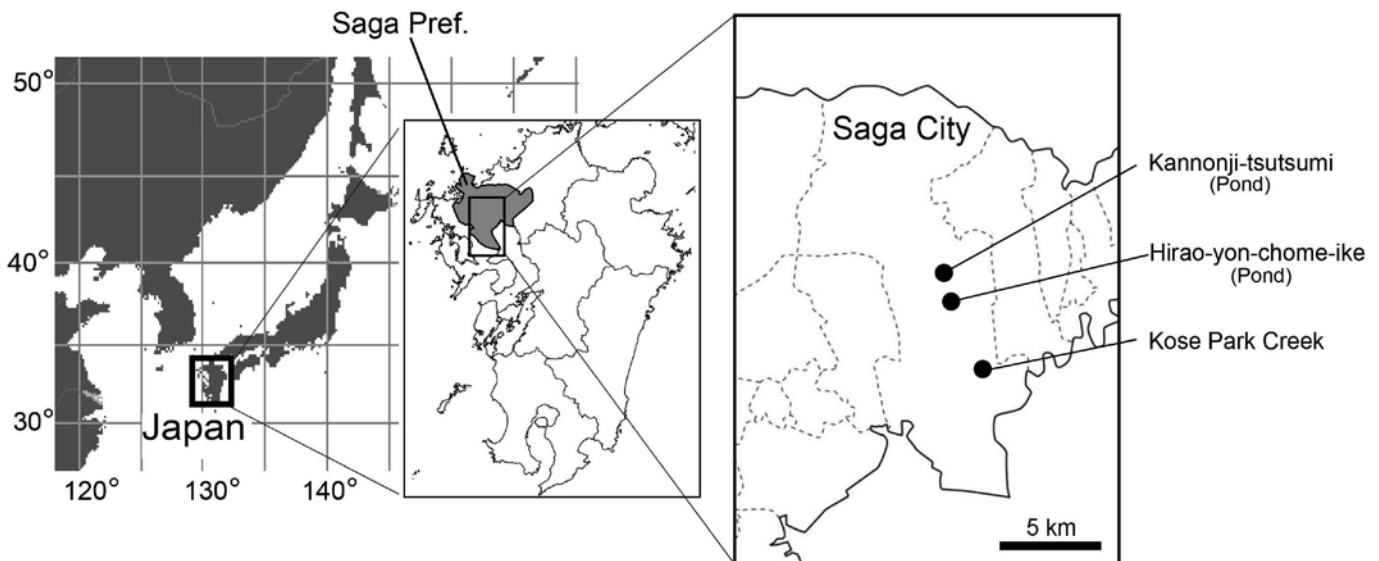 Saga Pref.
50°
40°
30°
120°
130°
140°
Japan
Saga City
Kannonji-tsutsumi
(Pond)
Hirao-yon-chome-ike
(Pond)
Kose Park Creek
5 km